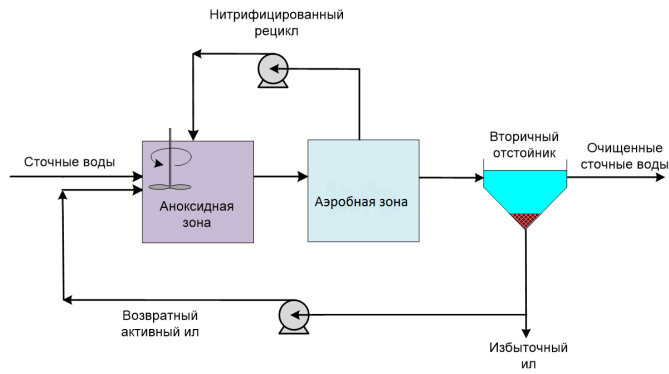 Нитрифицированный
рецикл
Сточные воды
Аноксидная
зона
Аэробная зона
Вторичный
отстойник
Очищенные
сточные воды
Возвратный
активный ил
Избыточный
ил